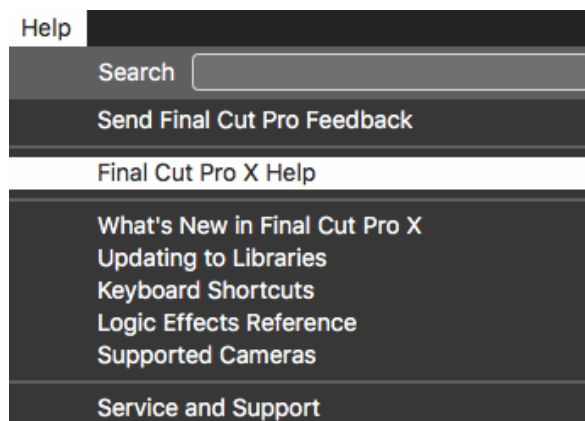 Help
Search
Send Final Cut Pro Feedback
Final Cut Pro X Help
What's New in Final Cut Pro X
Updating to Libraries
Keyboard Shortcuts
Logic Effects Reference
Supported Cameras
Service and Support